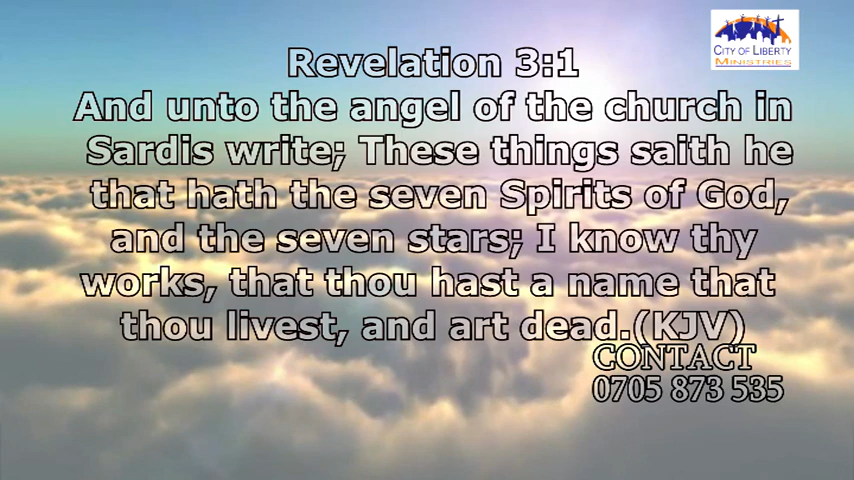 CITY OF LIBERTY
MINISTRIES
Revelation 3:1
And unto the angel of the church in
Sardis write; These things saith he
that hath the seven Spirits of God,
and the seven stars; I know thy
works, that thou hast a name that
thou livest, and art dead.(KJV)
CONTACT
0705 873 535